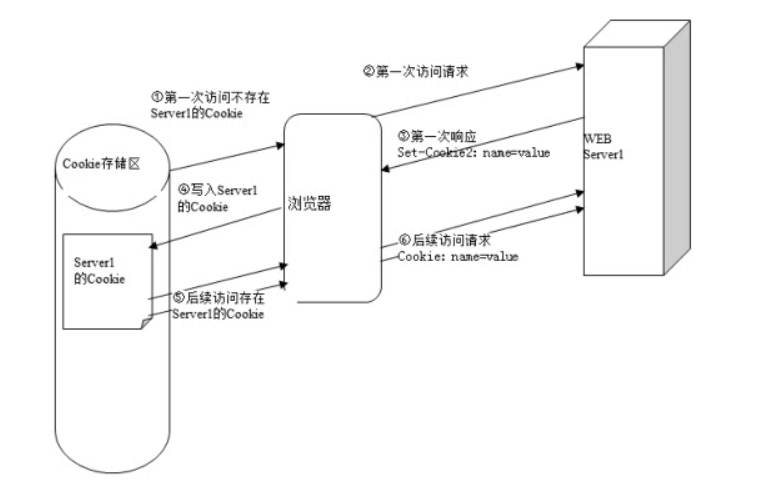 ②第一次访问请求
①第一次访问不存在
Server1的Cookie
③第一次响应
Set-Cookie2: name=value
WEB
Server1
Cookie存储区
④写入Server1
的Cookie
浏览器
⑥后续访问请求
Cookie: name=value
Server1
的Cookie
⑤后续访问存在
Server1的Cookie